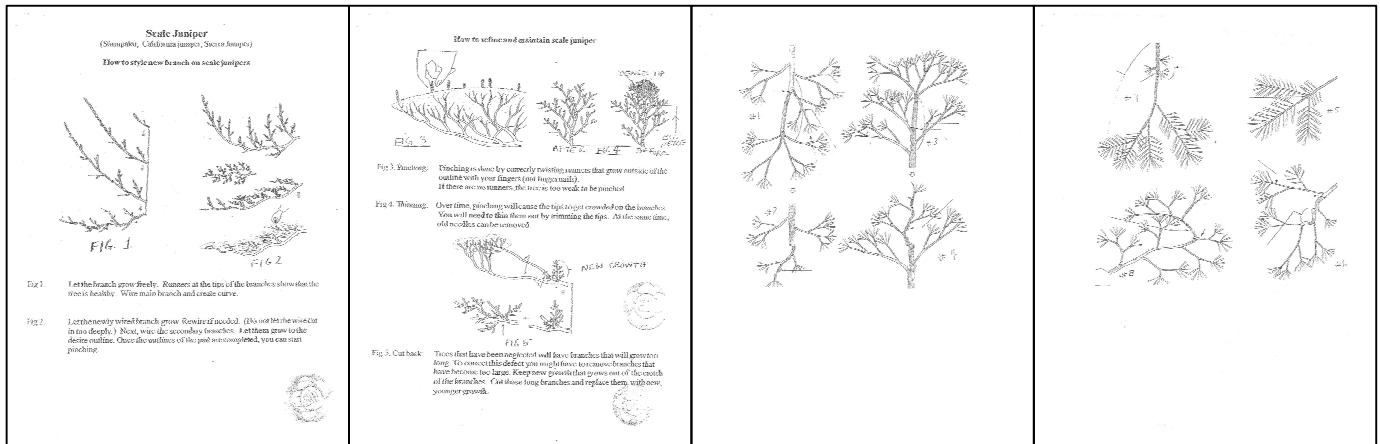 Scale Juniper
(Shimpaku, California juniper, Sierra Juniper)
How to style new branch on scale junipers
FIG. 1
FIG 2
Fig 1. Let the branch grow freely. Runners at the tips of the branches show that the
tree is healthy. Wire main branch and create curve.
Fig 2. Let the newly wired branch grow. Rewire if needed. (Do not let the wire cut
in too deeply.) Next, wire the secondary branches. Let them grow to the
desire outline. Once the outlines of the pad are completed, you can start
pinching.
How to refine and maintain scale juniper
FIG. 3
AFTER
FIG. 4
BEFORE
Fig 3. Pinching. Pinching is done by correctly twisting runners that grow outside of the
outline with your fingers (not fingernails).
If there are no runners, the tree is too weak to be pinched
Fig 4. Thinning. Over time, pinching will cause the tips to get crowded on the branches.
You will need to thin them out by trimming the tips. At the same time,
old needles can be removed.
NEW GROWTH
FIG 5
Fig 5. Cut back. Trees that have been neglected will have branches that will grow too
long. To correct this defect you might have to remove branches that
have become too large. Keep new growth that grows out of the crotch
of the branches. Cut those long branches and replace them with new,
younger growth.
#1
#3
#2
#4
#5
#8